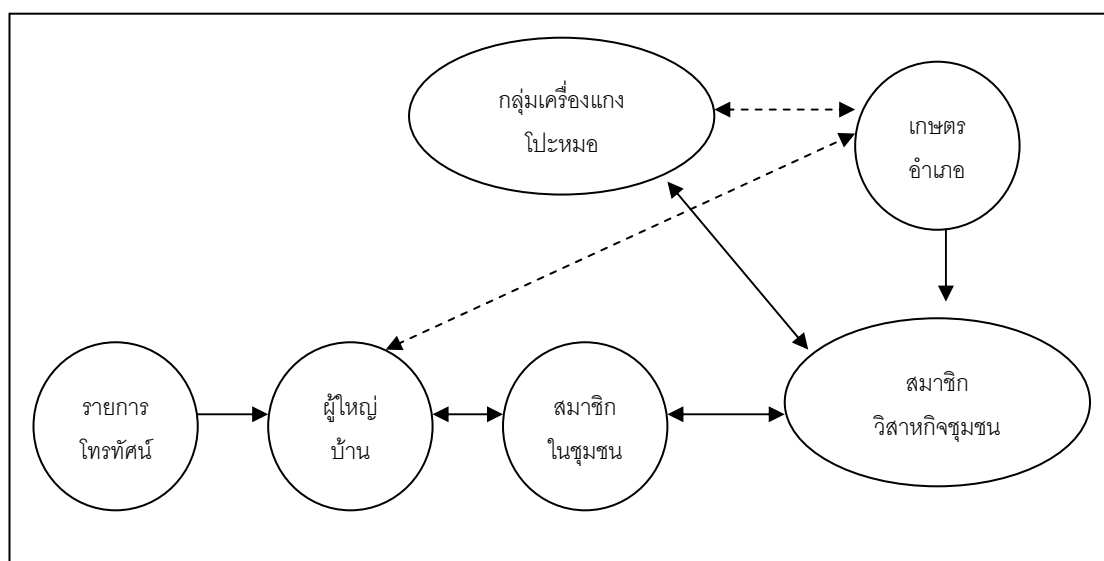 กลุ่มเครื่องแกง
โปะหมอ
เกษตร
อำเภอ
รายการ
โทรทัศน์
ผู้ใหญ่
บ้าน
สมาชิก
ในชุมชน
สมาชิก
วิสาหกิจชุมชน